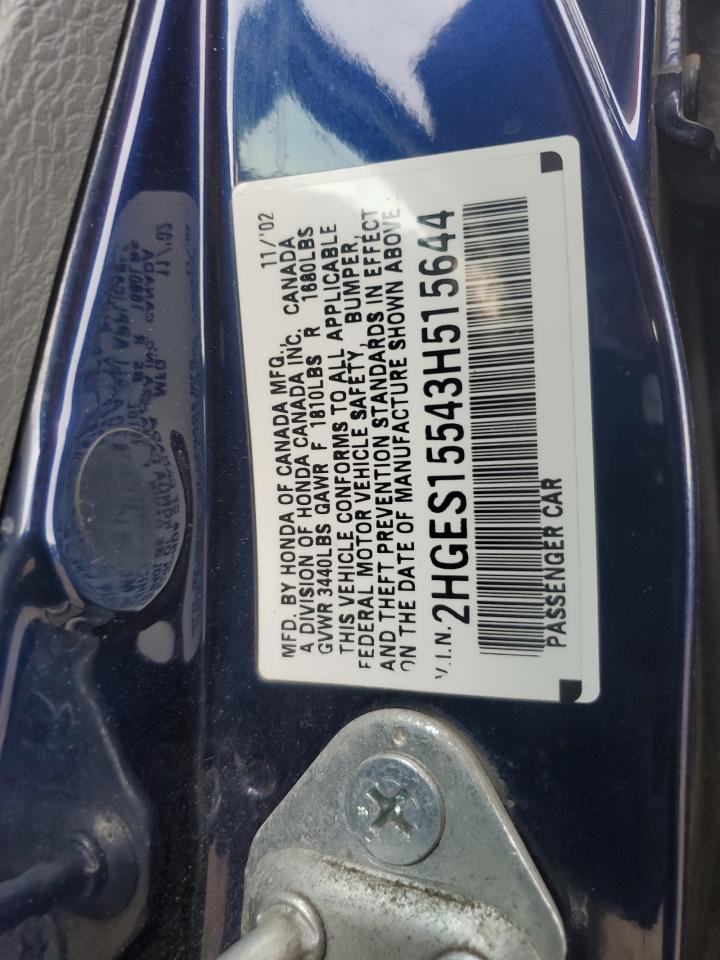 MFD. BY HONDA OF CANADA MFG., 11/'02
A DIVISION OF HONDA CANADA INC. CANADA
GVWR 3440LBS GAWR F 1810LBS R 1680LBS
THIS VEHICLE CONFORMS TO ALL APPLICABLE
FEDERAL MOTOR VEHICLE SAFETY, BUMPER,
AND THEFT PREVENTION STANDARDS IN EFFECT
ON THE DATE OF MANUFACTURE SHOWN ABOVE.
V.I.N. 2HGES15543H515644
PASSENGER CAR